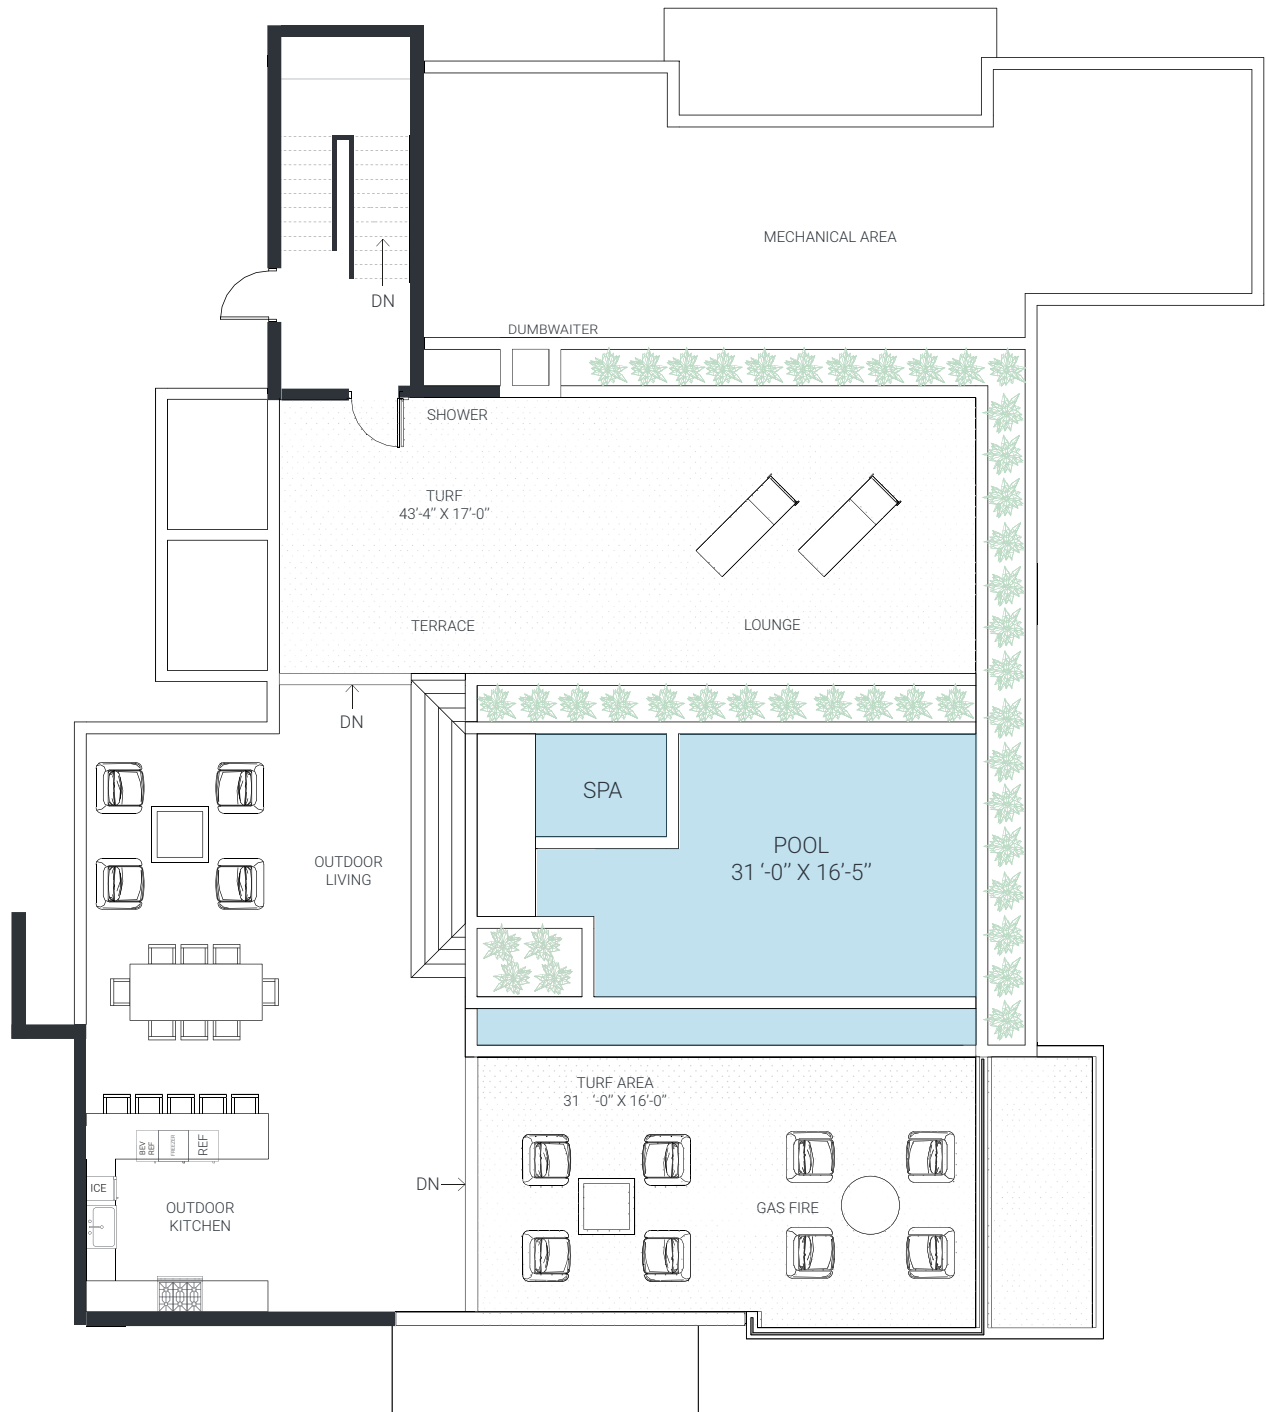 MECHANICAL AREA
DN
DUMBWAITER
SHOWER
TURF
43'-4" X 17'-0"
TERRACE
LOUNGE
DN
SPA
POOL
31 ‘-0” X 16’-5”
OUTDOOR
LIVING
TURF AREA
31 ‘-0” X 16’-0”
BEV
REF
FREEZER
REF
ICE
DN
OUTDOOR
KITCHEN
GAS FIRE